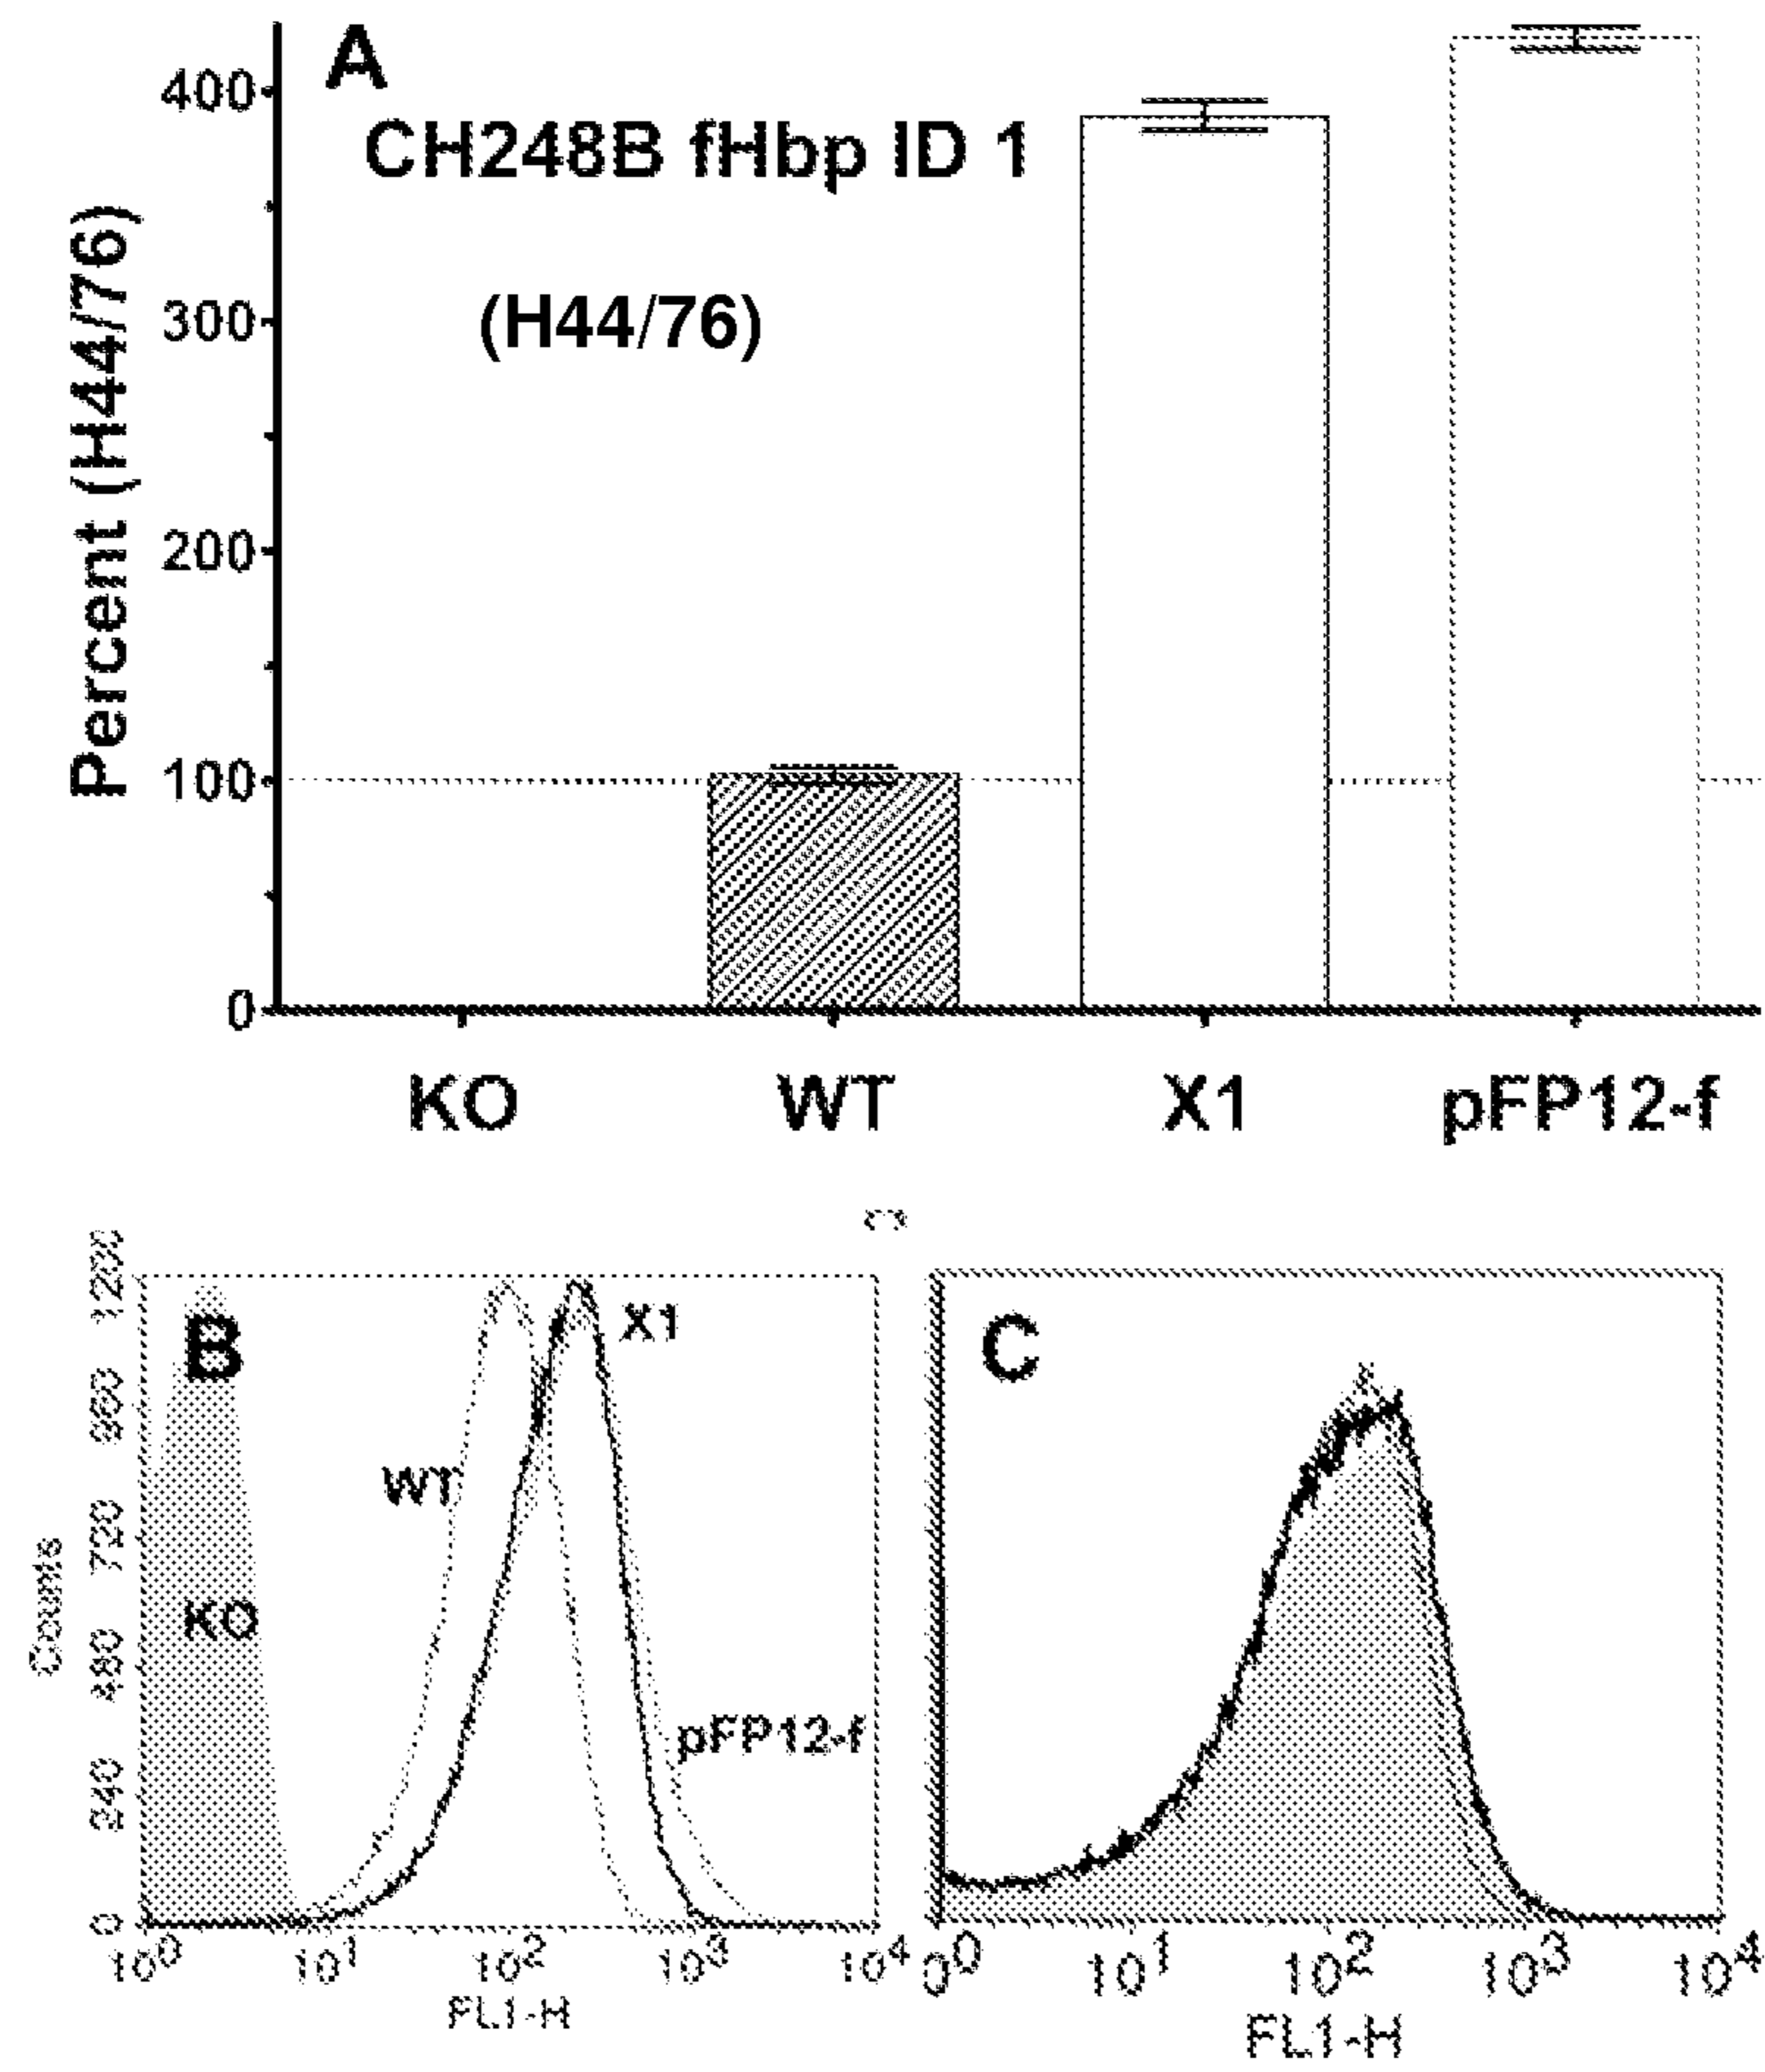 A
CH248B fHbp ID 1
(H44/76)
Percent (H44/76)
400
300
200
100
0
KO
WT
X1
pFP12-f
B
X1
WT
KO
pFP12-f
Counts
1200
960
720
480
240
0
10^0 10^1 10^2 10^3 10^4
FL1-H
C
10^1 10^2 10^3 10^4
FL1-H